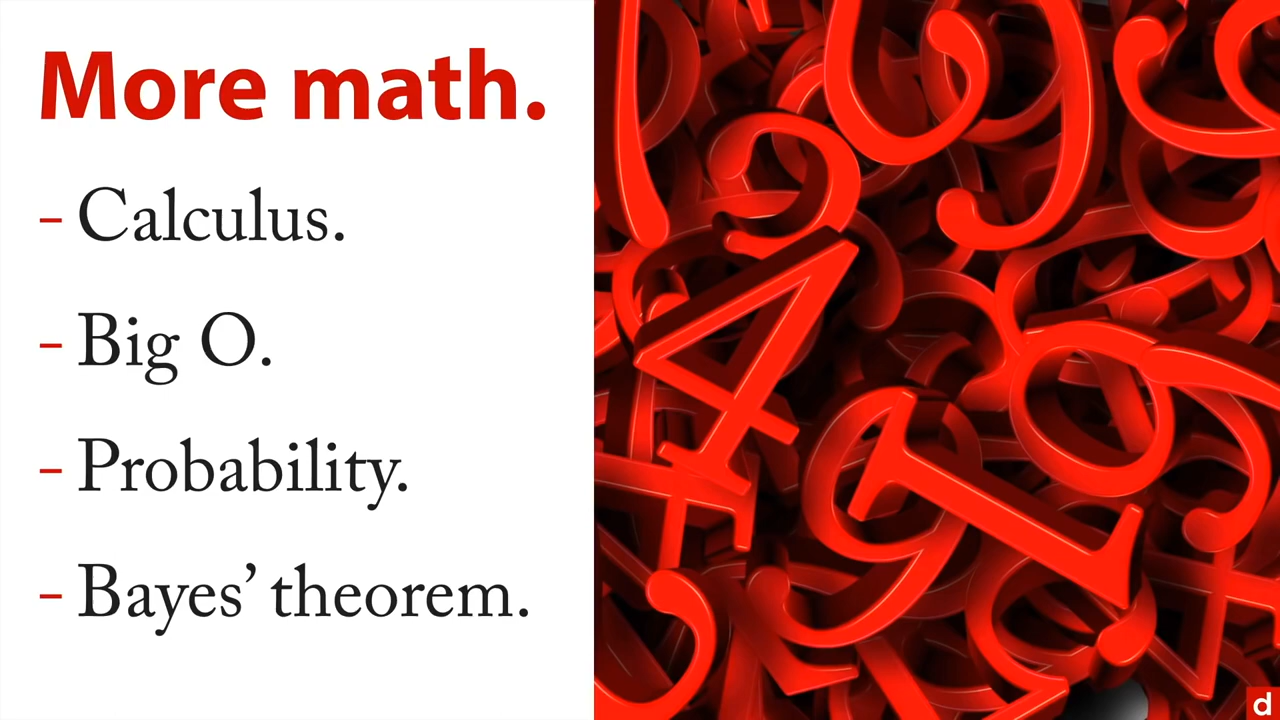 More math.
- Calculus.
- Big O.
- Probability.
- Bayes’ theorem.
d